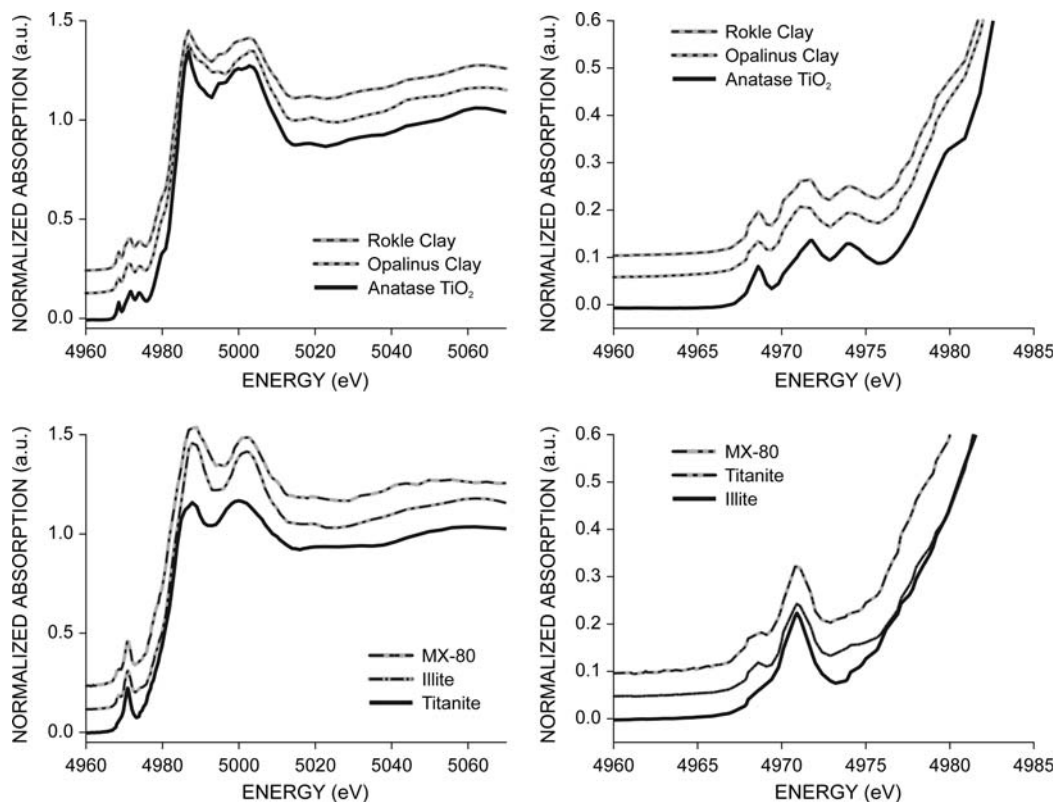 NORMALIZED ABSORPTION (a.u.)
1.5
1.0
0.5
0.0
Rokle Clay
Opalinus Clay
Anatase TiO₂
4960 4980 5000 5020 5040 5060
ENERGY (eV)
NORMALIZED ABSORPTION (a.u.)
0.6
0.5
0.4
0.3
0.2
0.1
0.0
Rokle Clay
Opalinus Clay
Anatase TiO₂
4960 4965 4970 4975 4980 4985
ENERGY (eV)
NORMALIZED ABSORPTION (a.u.)
1.5
1.0
0.5
0.0
MX-80
Illite
Titanite
4960 4980 5000 5020 5040 5060
ENERGY (eV)
NORMALIZED ABSORPTION (a.u.)
0.6
0.5
0.4
0.3
0.2
0.1
0.0
MX-80
Titanite
Illite
4960 4965 4970 4975 4980 4985
ENERGY (eV)